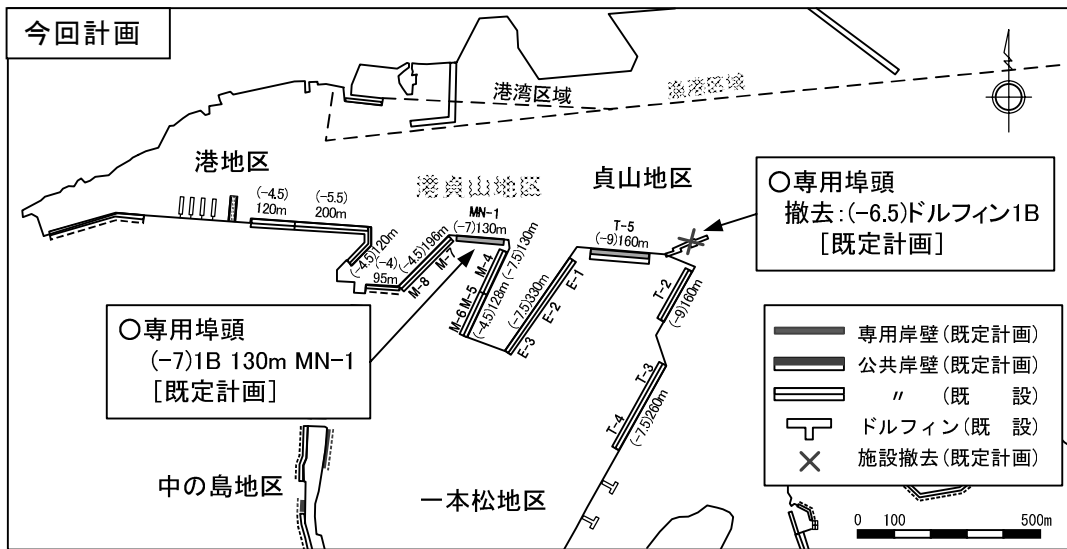 今回計画
港湾区域
漁港区域
港地区
港貞山地区
貞山地区
○専用埠頭
撤去:(-6.5)ドルフィン1B
[既定計画]
(-4.5)
120m
(-5.5)
200m
(-4.5)120m
(-4)
95m
(-4.5)196m
M-8
M-7
MN-1
(-7)130m
M-4
(-7.5)130m
M-6 M-5
(-4.5)128m
(-7.5)330m
E-1
E-2
E-3
T-5
(-9)160m
T-2
(-9)160m
T-3
T-4
(-7.5)260m
○専用埠頭
(-7)1B 130m MN-1
[既定計画]
中の島地区
一本松地区
専用岸壁(既定計画)
公共岸壁(既定計画)
〃 (既 設)
ドルフィン(既 設)
施設撤去(既定計画)
0 100 500m